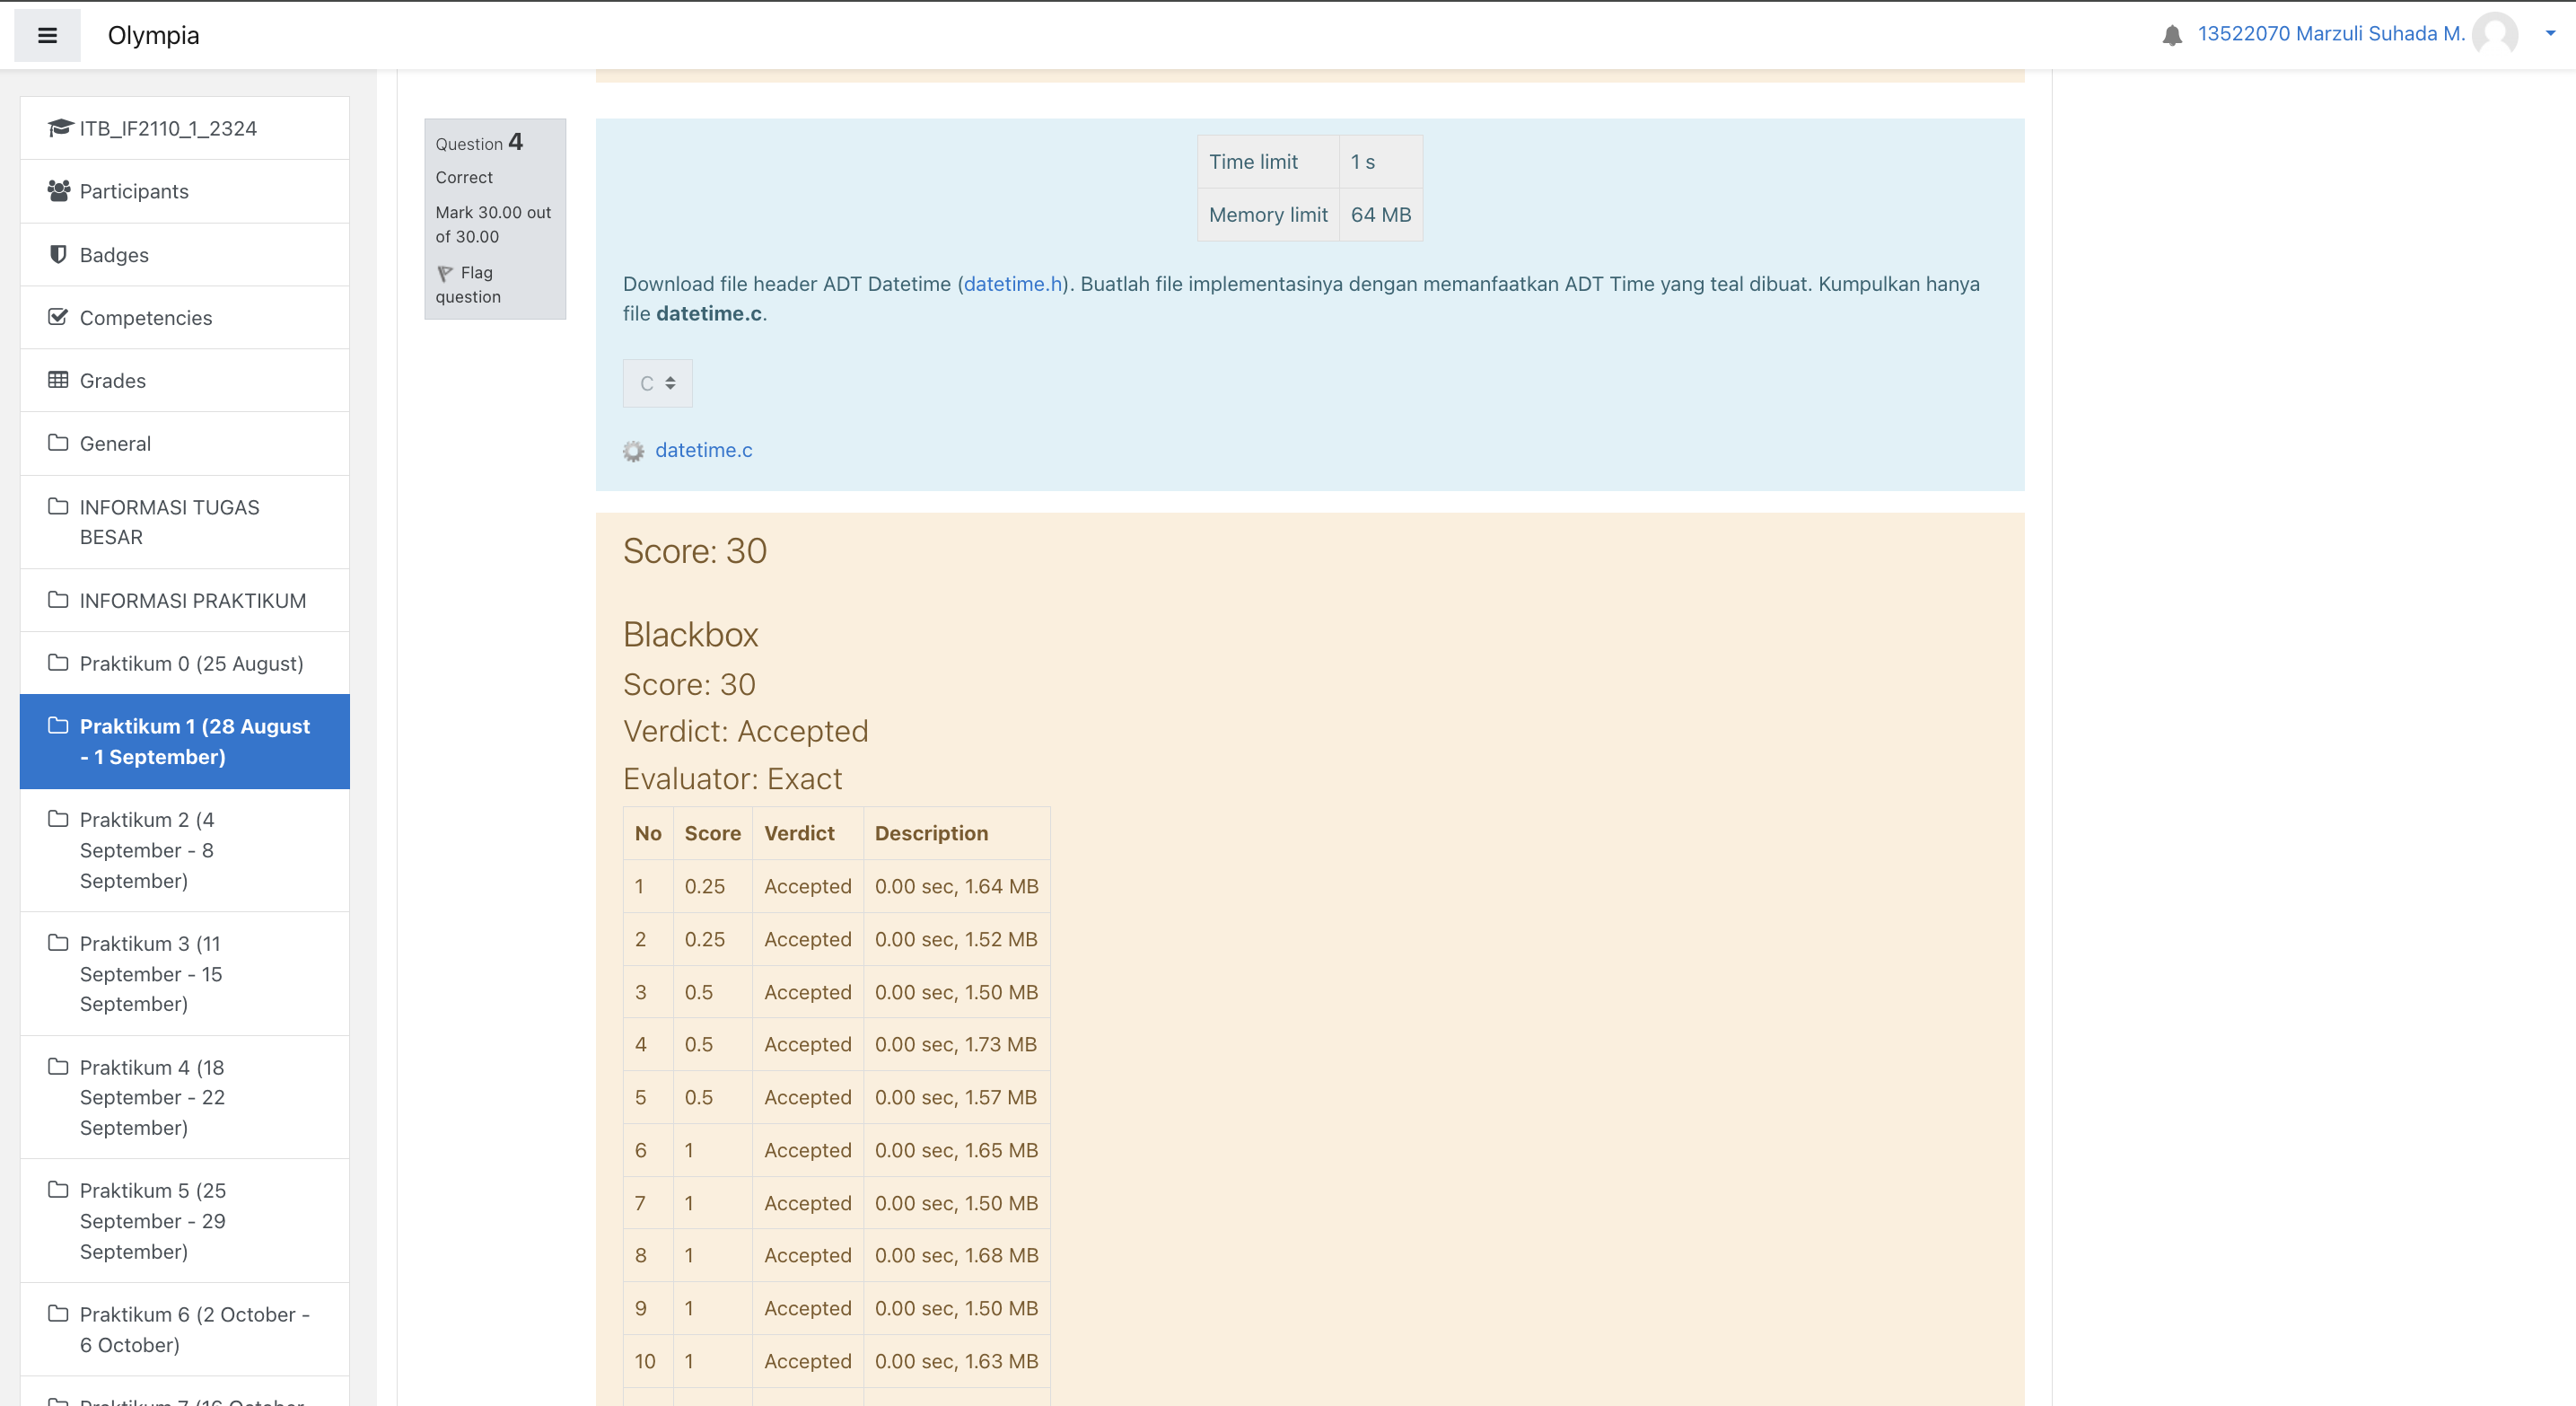 Olympia
13522070 Marzuli Suhada M.
ITB_IF2110_1_2324
Participants
Badges
Competencies
Grades
General
INFORMASI TUGAS
BESAR
INFORMASI PRAKTIKUM
Praktikum 0 (25 August)
Praktikum 1 (28 August
- 1 September)
Praktikum 2 (4
September - 8
September)
Praktikum 3 (11
September - 15
September)
Praktikum 4 (18
September - 22
September)
Praktikum 5 (25
September - 29
September)
Praktikum 6 (2 October -
6 October)
Praktikum 7 (16 October
Question 4
Correct
Mark 30.00 out
of 30.00
Flag
question
Time limit 1 s
Memory limit 64 MB
Download file header ADT Datetime (datetime.h). Buatlah file implementasinya dengan memanfaatkan ADT Time yang teal dibuat. Kumpulkan hanya
file datetime.c.
C
datetime.c
Score: 30
Blackbox
Score: 30
Verdict: Accepted
Evaluator: Exact
No Score Verdict Description
1 0.25 Accepted 0.00 sec, 1.64 MB
2 0.25 Accepted 0.00 sec, 1.52 MB
3 0.5 Accepted 0.00 sec, 1.50 MB
4 0.5 Accepted 0.00 sec, 1.73 MB
5 0.5 Accepted 0.00 sec, 1.57 MB
6 1 Accepted 0.00 sec, 1.65 MB
7 1 Accepted 0.00 sec, 1.50 MB
8 1 Accepted 0.00 sec, 1.68 MB
9 1 Accepted 0.00 sec, 1.50 MB
10 1 Accepted 0.00 sec, 1.63 MB